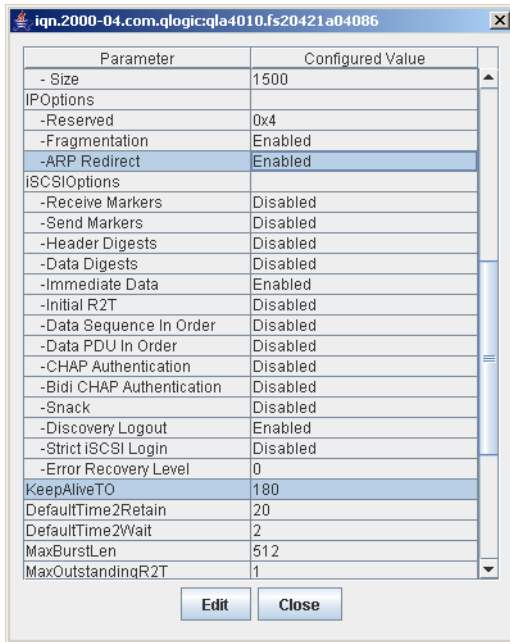 iqn.2000-04.com.qlogic:qla4010.fs20421a04086
Parameter Configured Value
- Size 1500
IPOptions
-Reserved 0x4
-Fragmentation Enabled
-ARP Redirect Enabled
iSCSIOptions
-Receive Markers Disabled
-Send Markers Disabled
-Header Digests Disabled
-Data Digests Disabled
-Immediate Data Enabled
-Initial R2T Disabled
-Data Sequence In Order Disabled
-Data PDU In Order Disabled
-CHAP Authentication Disabled
-Bidi CHAP Authentication Disabled
-Snack Disabled
-Discovery Logout Enabled
-Strict iSCSI Login Disabled
-Error Recovery Level 0
KeepAliveTO 180
DefaultTime2Retain 20
DefaultTime2Wait 2
MaxBurstLen 512
MaxOutstandingR2T 1
Edit Close